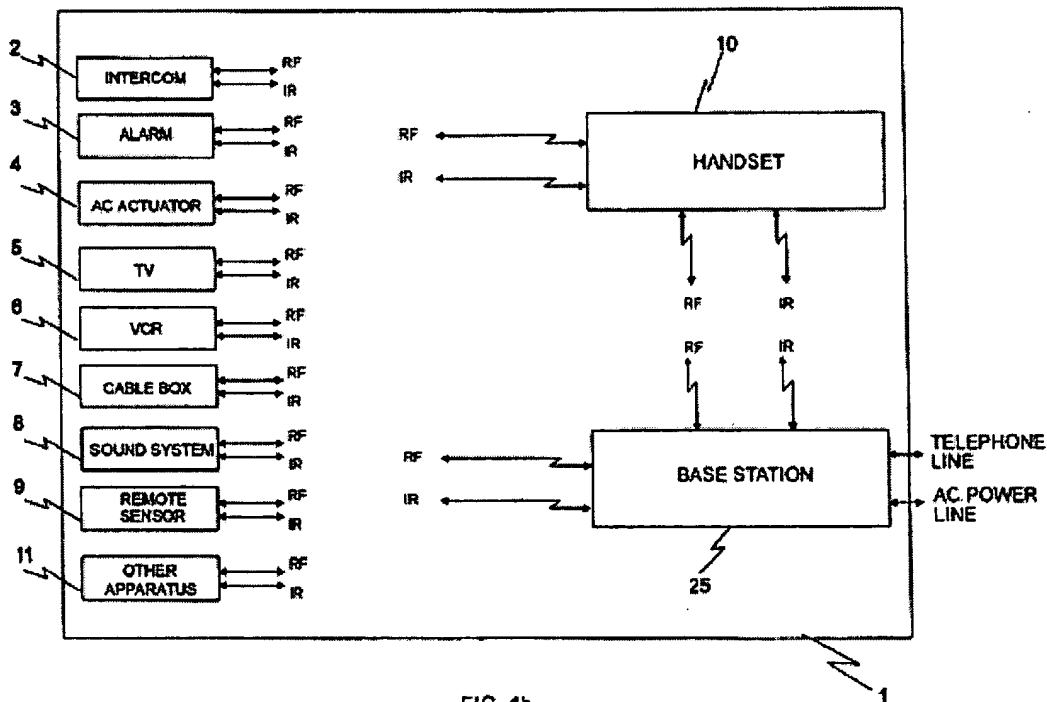 2
INTERCOM
RF
IR
3
ALARM
RF
IR
4
AC ACTUATOR
RF
IR
5
TV
RF
IR
6
VCR
RF
IR
7
CABLE BOX
RF
IR
8
SOUND SYSTEM
RF
IR
9
REMOTE
SENSOR
RF
IR
11
OTHER
APPARATUS
RF
IR
10
HANDSET
RF
IR
RF
IR
RF
IR
BASE STATION
RF
IR
TELEPHONE
LINE
AC POWER
LINE
25
1